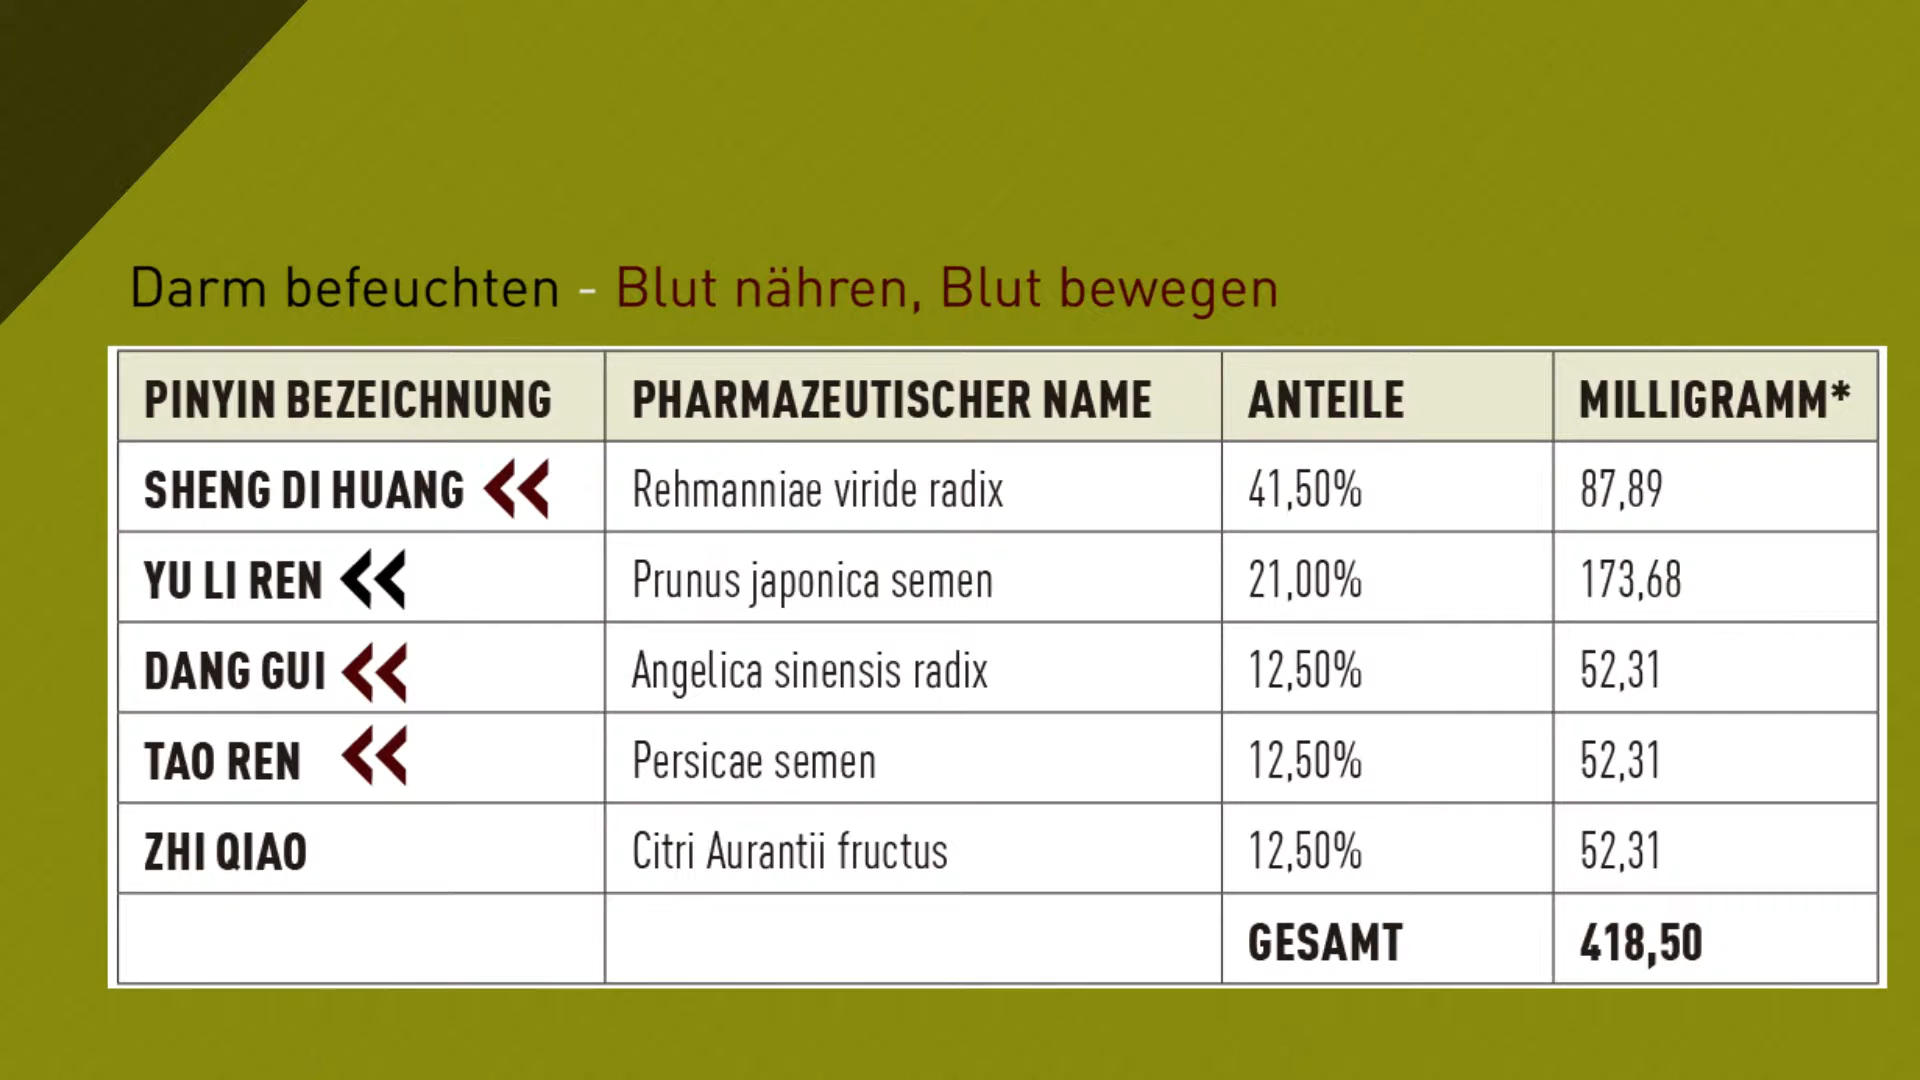 Darm befeuchten - Blut nähren, Blut bewegen
PINYIN BEZEICHNUNG PHARMAZEUTISCHER NAME ANTEILE MILLIGRAMM*
SHENG DI HUANG Rehmanniae viride radix 41,50% 87,89
YU LI REN Prunus japonica semen 21,00% 173,68
DANG GUI Angelica sinensis radix 12,50% 52,31
TAO REN Persicae semen 12,50% 52,31
ZHI QIAO Citri Aurantii fructus 12,50% 52,31
GESAMT 418,50